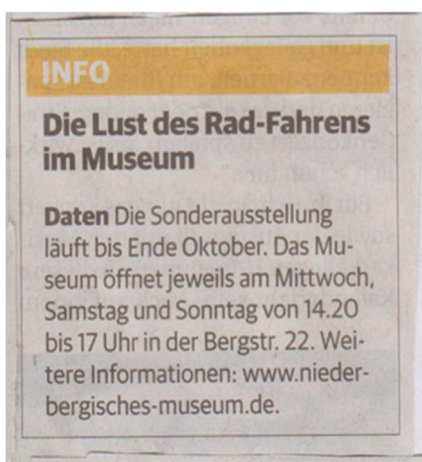 INFO
Die Lust des Rad-Fahrens
im Museum
Daten Die Sonderausstellung
läuft bis Ende Oktober. Das Mu-
seum öffnet jeweils am Mittwoch,
Samstag und Sonntag von 14.20
bis 17 Uhr in der Bergstr. 22. Wei-
tere Informationen: www.nieder-
bergisches-museum.de.